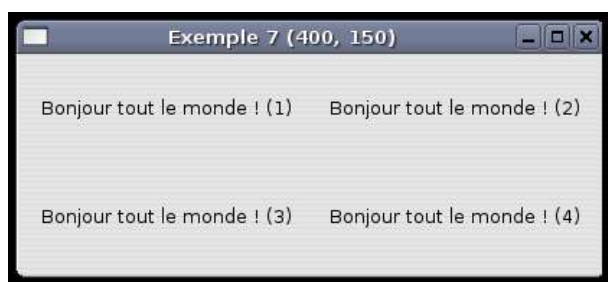 Exemple 7 (400, 150)
Bonjour tout le monde ! (1) Bonjour tout le monde ! (2)
Bonjour tout le monde ! (3) Bonjour tout le monde ! (4)